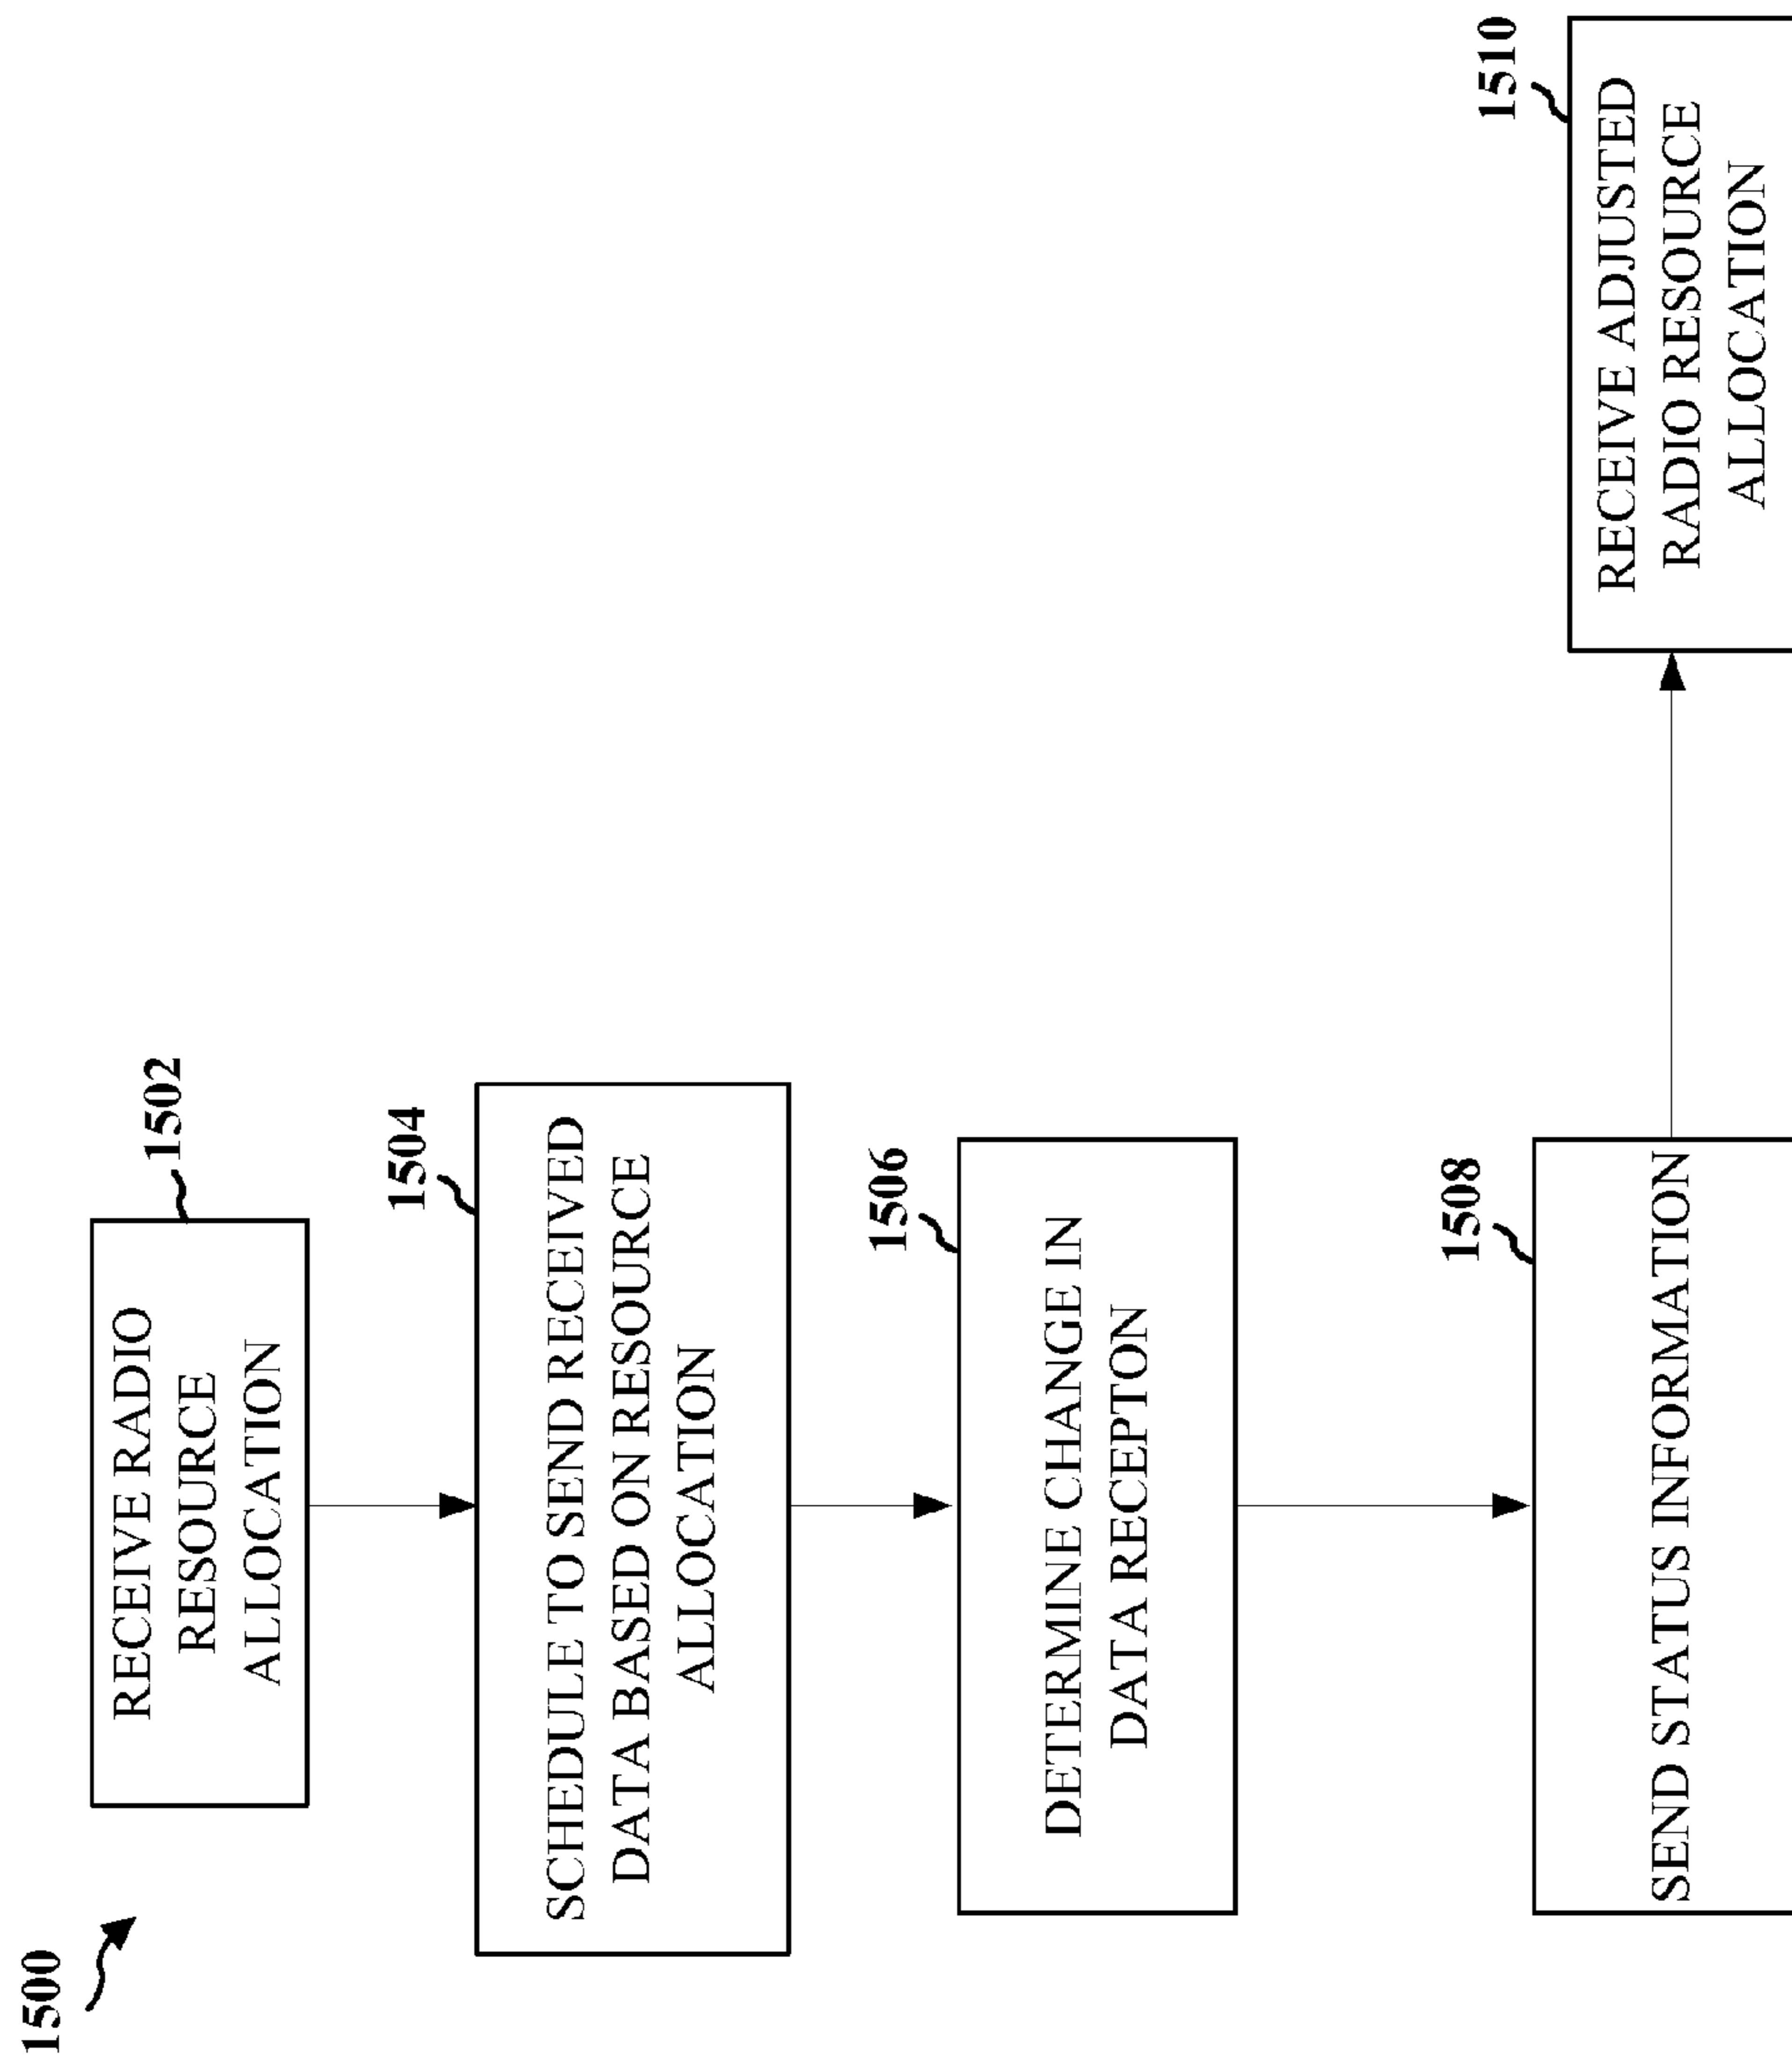 1500
1502
RECEIVE RADIO
RESOURCE
ALLOCATION
1504
SCHEDULE TO SEND RECEIVED
DATA BASED ON RESOURCE
ALLOCATION
1506
DETERMINE CHANGE IN
DATA RECEPTON
1508
SEND STATUS INFORMATION
1510
RECEIVE ADJUSTED
RADIO RESOURCE
ALLOCATION